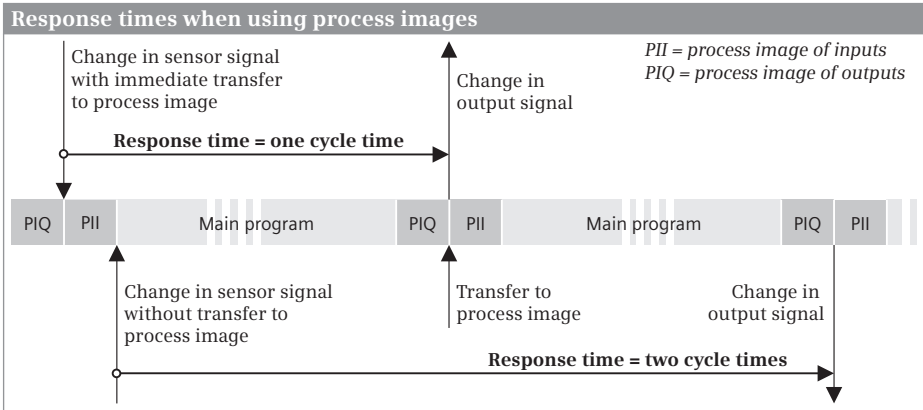 Response times when using process images
Change in sensor signal
with immediate transfer
to process image
Change in
output signal
PII = process image of inputs
PIQ = process image of outputs
Response time = one cycle time
PIQ PII Main program PIQ PII Main program PIQ PII
Change in sensor signal
without transfer to
process image
Transfer to
process image
Change in
output signal
Response time = two cycle times